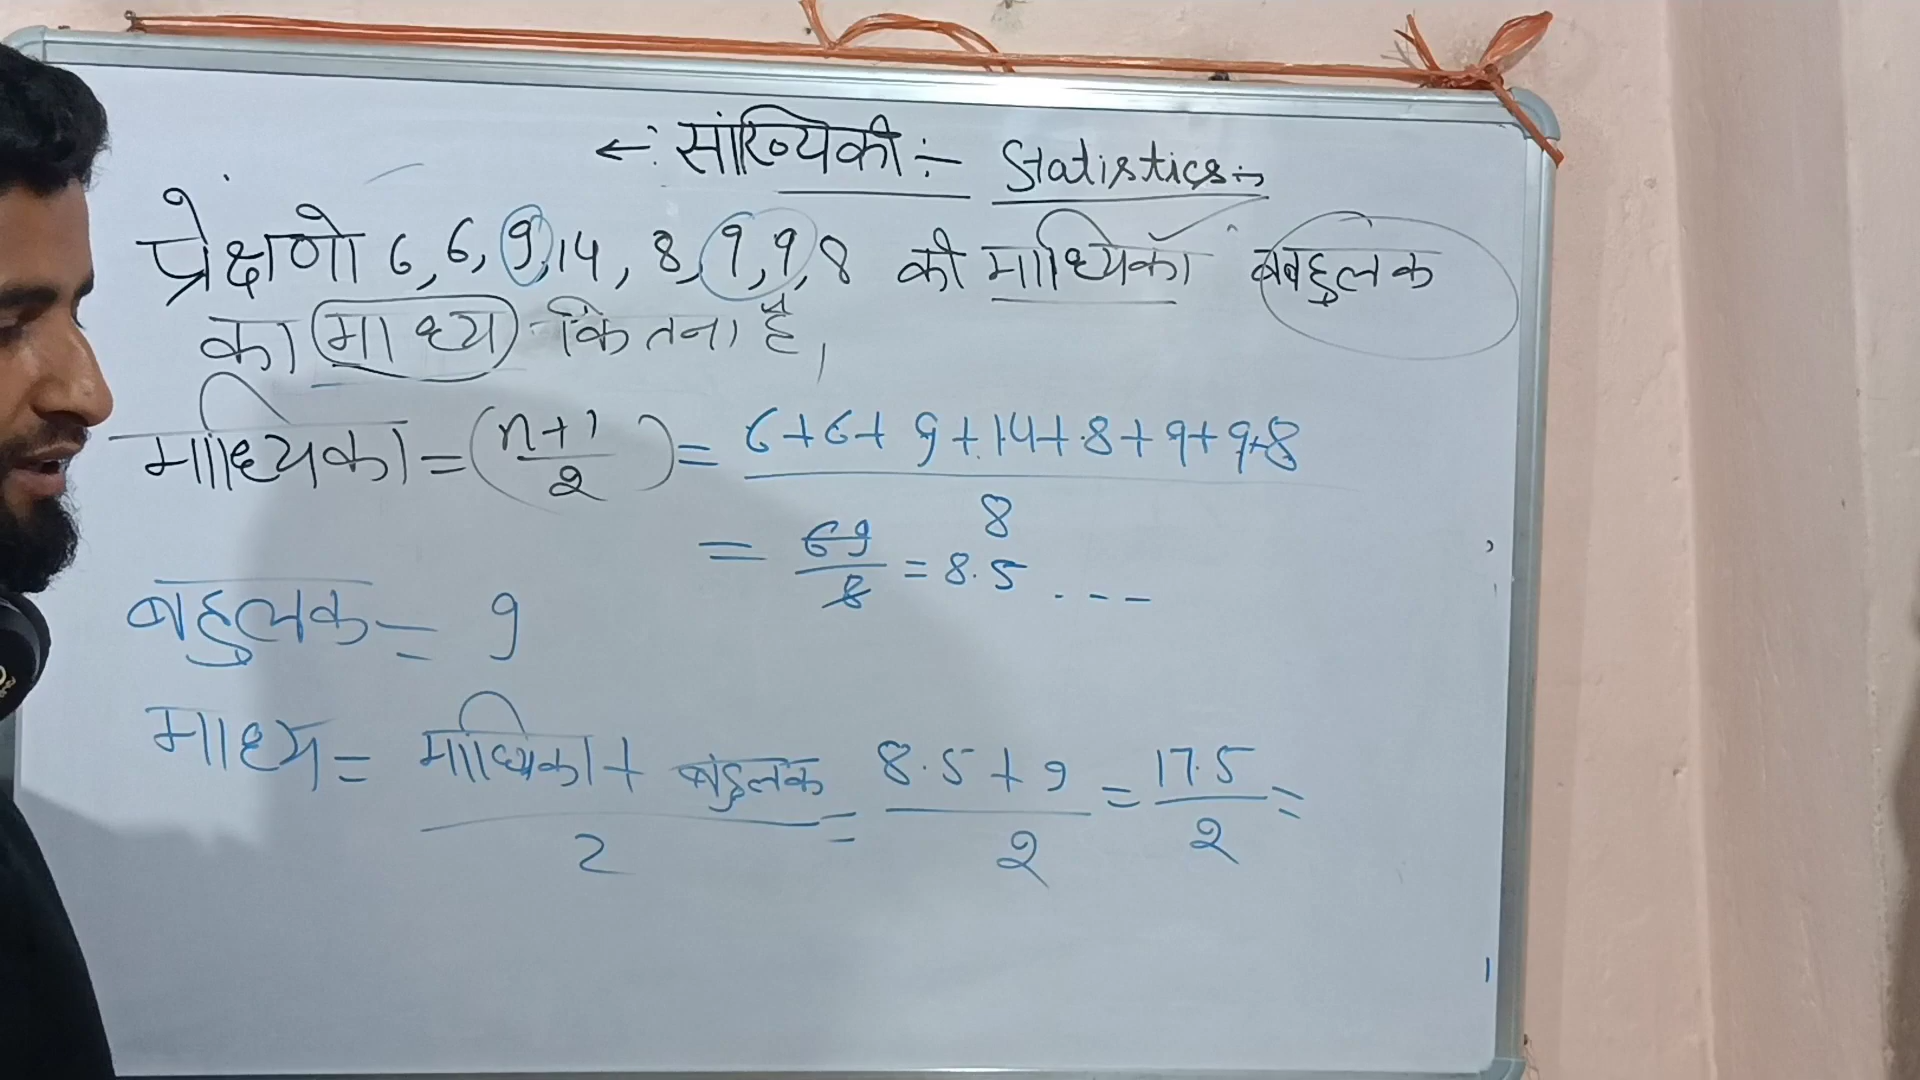 ←: सांख्यिकी :- Statistics :→
प्रेक्षणो 6, 6, 9, 14, 8, 9, 9, 8 की माध्यिका व बहुलक
का माध्य कितना है,
माध्यिका = (n+1/2) = 6+6+9+14+8+9+9+8/8
= 69/8 = 8.5 ---
बहुलक = 9
माध्य = माध्यिका + बहुलक/2 = 8.5+9/2 = 17.5/2 =